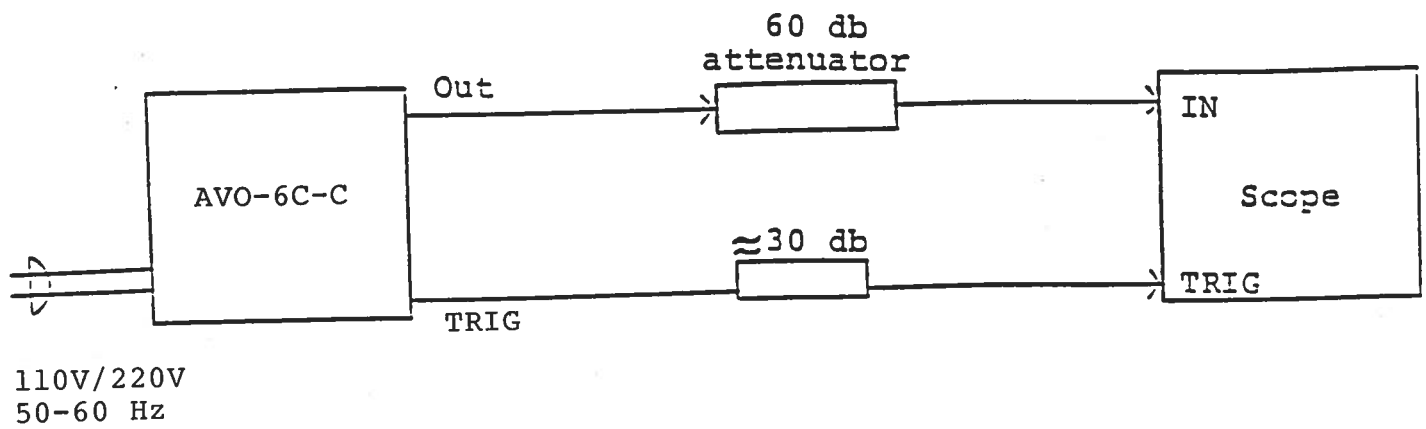 60 db
attenuator
Out
IN
AVO-6C-C
Scope
≈30 db
TRIG
TRIG
110V/220V
50-60 Hz